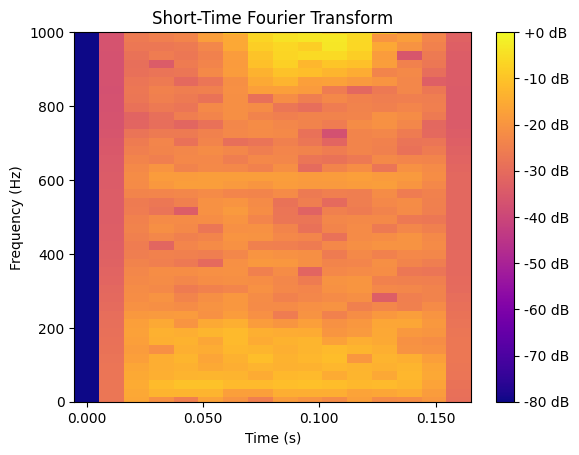 Short-Time Fourier Transform
1000
800
600
400
200
0
Frequency (Hz)
0.000
0.050
0.100
0.150
Time (s)
+0 dB
-10 dB
-20 dB
-30 dB
-40 dB
-50 dB
-60 dB
-70 dB
-80 dB